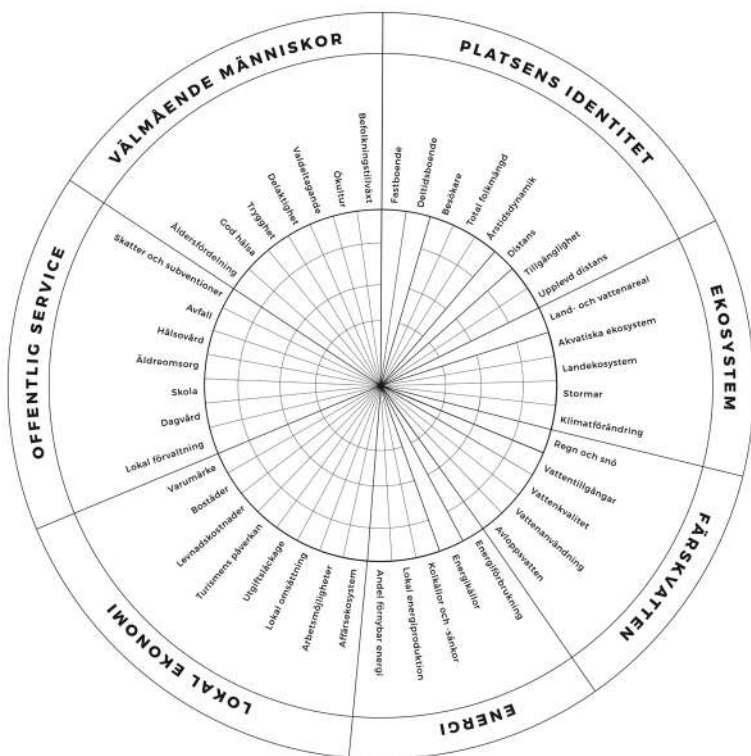 PLATSENS IDENTITET
Fastboende
Deltidsboende
Besökare
Total folkmängd
Årstidsdynamik
Distans
Tillgänglighet
Upplevd distans
EKOSYSTEM
Land- och vattenareal
Akvatiska ekosystem
Landekosystem
Stormar
Klimatförändring
FÄRSKVATTEN
Regn och snö
Vattentillgångar
Vattenkvalitet
Vattenanvändning
Avloppsvatten
ENERGI
Energiförbrukning
Energikällor
Kolkällor och -sänkor
Lokal energiproduktion
Andel förnybar energi
LOKAL EKONOMI
Affärsekosystem
Arbetsmöjligheter
Lokal omsättning
Utgiftsläckage
Turismens påverkan
Levnadskostnader
Bostäder
Varumärke
OFFENTLIG SERVICE
Lokal förvaltning
Dagvård
Skola
Äldreomsorg
Hälsovård
Avfall
Skatter och subventioner
VÄLMÅENDE MÄNNISKOR
Åldersfördelning
God hälsa
Trygghet
Delaktighet
Valdeltagande
Ökultur
Befolkningstillväxt